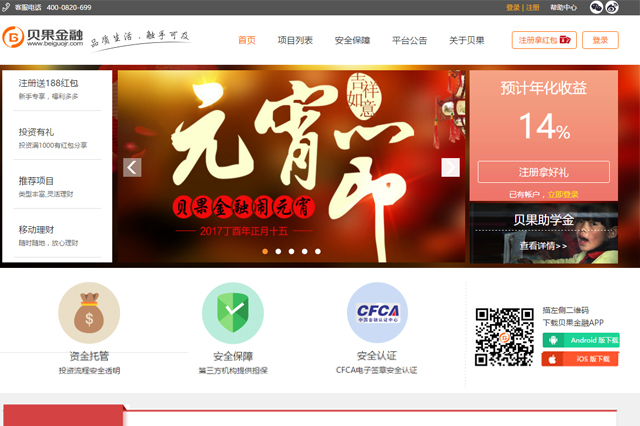 客服电话 400-0820-699
登录 | 注册 帮助中心
贝果金融
www.beiguojr.com
品质生活，触手可及
首页 项目列表 安全保障 平台公告 关于贝果
注册拿红包 登录
注册送188红包
新手专享，福利多多
投资有礼
投资满1000有红包分享
推荐项目
类型丰富,灵活理财
移动理财
随时随地，放心理财
吉祥如意
元宵节
贝果金融闹元宵
2017丁酉年正月十五
预计年化收益
14%
注册拿好礼
已有帐户，立即登录
贝果助学金
查看详情>>
资金托管
投资流程安全透明
安全保障
第三方机构提供担保
CFCA
中国金融认证中心
安全认证
CFCA电子签章安全认证
扫左侧二维码
下载贝果金融APP
Android 版下载
iOS 版下载